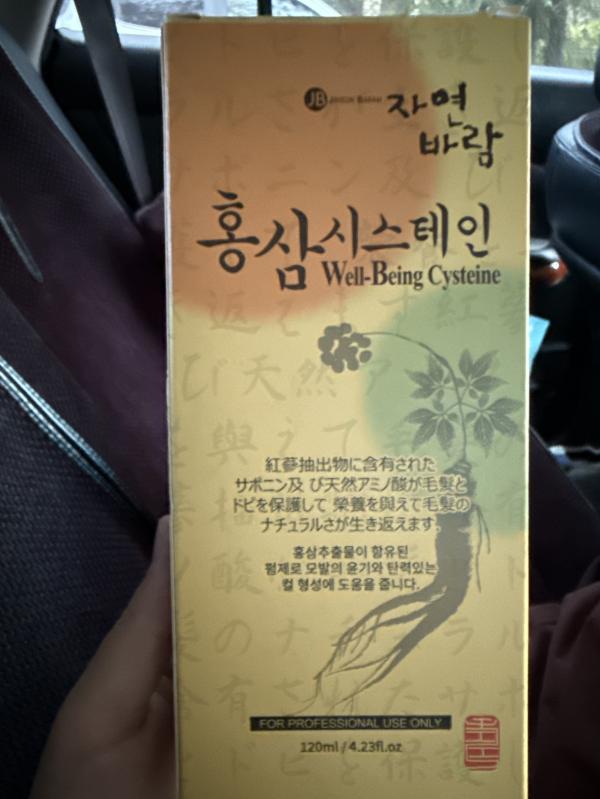 JB
자연
바람
홍삼시스테인
Well-Being Cysteine
紅蔘抽出物に含有された
サポニン及 び天然アミノ酸が毛髮と
ドビを保護して 榮養を與えて毛髮の
ナチュラルさが生き返えます.
홍삼추출물이 함유된
펌제로 모발의 윤기와 탄력있는
컬 형성에 도움을 줍니다.
FOR PROFESSIONAL USE ONLY
120ml / 4.23fl.oz